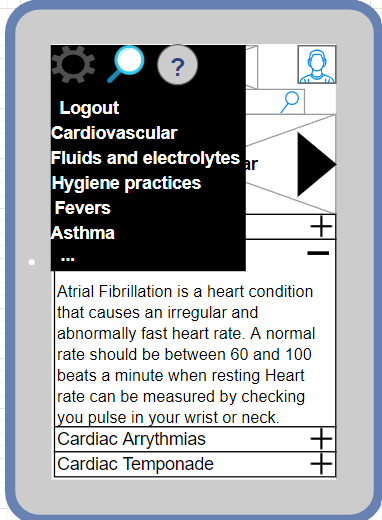 ?
Logout
Cardiovascular
Fluids and electrolytes
ar
Hygiene practices
Fevers
Asthma
...
Atrial Fibrillation is a heart condition
that causes an irregular and
abnormally fast heart rate. A normal
rate should be between 60 and 100
beats a minute when resting Heart
rate can be measured by checking
you pulse in your wrist or neck.
Cardiac Arrythmias
Cardiac Temponade